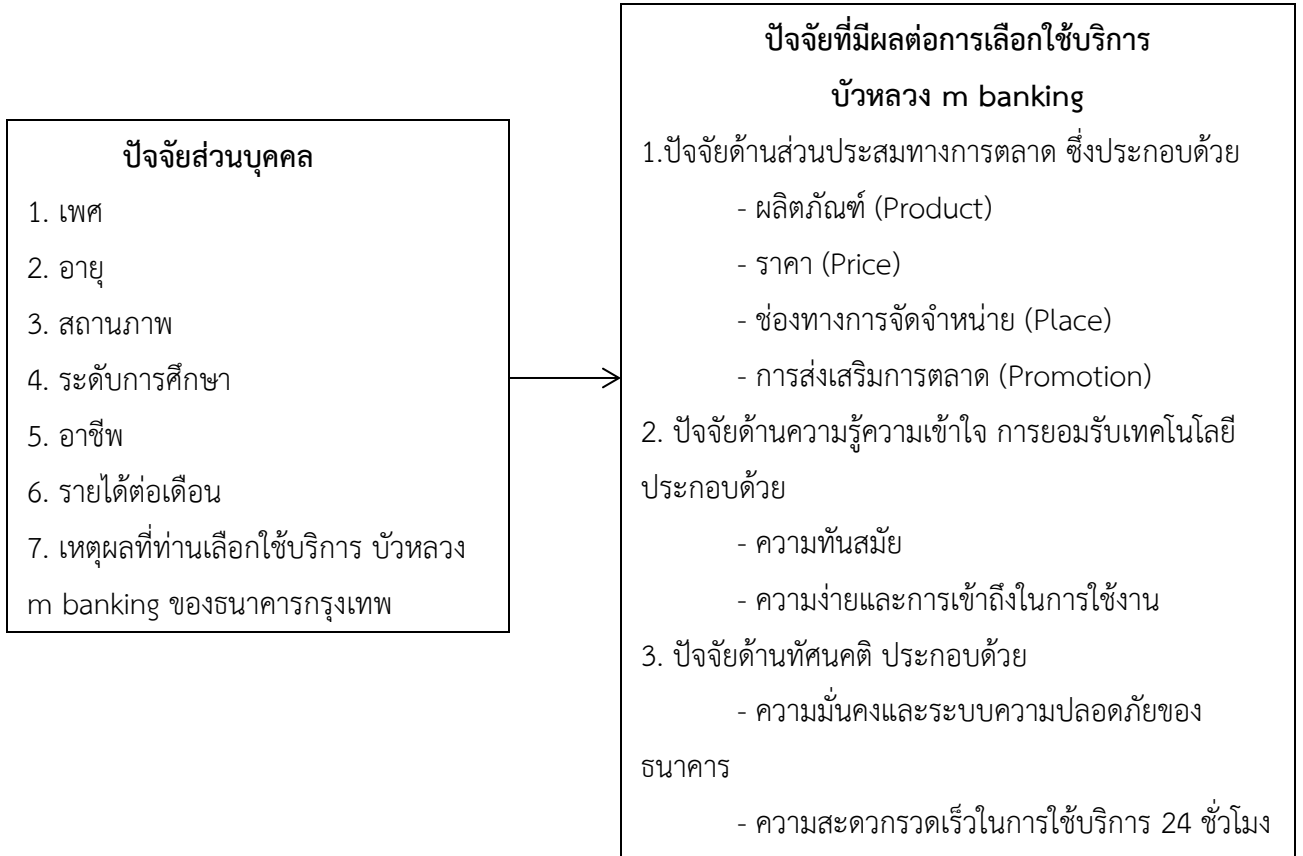 ปัจจัยส่วนบุคคล
1. เพศ
2. อายุ
3. สถานภาพ
4. ระดับการศึกษา
5. อาชีพ
6. รายได้ต่อเดือน
7. เหตุผลที่ท่านเลือกใช้บริการ บัวหลวง
m banking ของธนาคารกรุงเทพ
ปัจจัยที่มีผลต่อการเลือกใช้บริการ
บัวหลวง m banking
1.ปัจจัยด้านส่วนประสมทางการตลาด ซึ่งประกอบด้วย
- ผลิตภัณฑ์ (Product)
- ราคา (Price)
- ช่องทางการจัดจำหน่าย (Place)
- การส่งเสริมการตลาด (Promotion)
2. ปัจจัยด้านความรู้ความเข้าใจ การยอมรับเทคโนโลยี
ประกอบด้วย
- ความทันสมัย
- ความง่ายและการเข้าถึงในการใช้งาน
3. ปัจจัยด้านทัศนคติ ประกอบด้วย
- ความมั่นคงและระบบความปลอดภัยของ
ธนาคาร
- ความสะดวกรวดเร็วในการใช้บริการ 24 ชั่วโมง